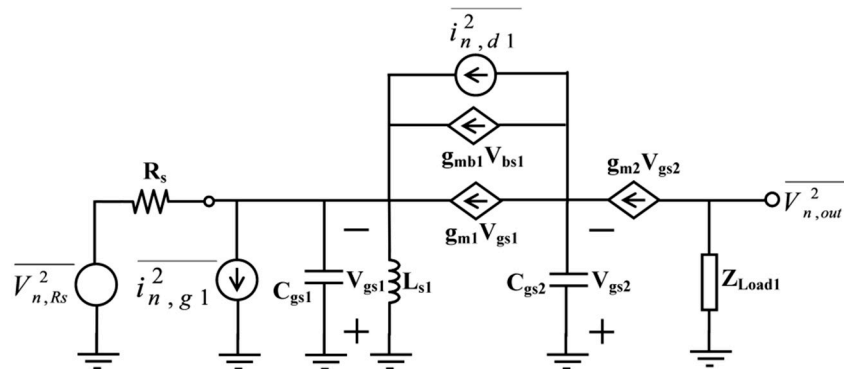 i²n,d1
gmb1Vbs1
Rs
gm2Vgs2
gm1Vgs1
V²n,out
V²n,Rs
i²n,g1
Cgs1
Vgs1
Ls1
Cgs2
Vgs2
ZLoad1
−
−
+
+